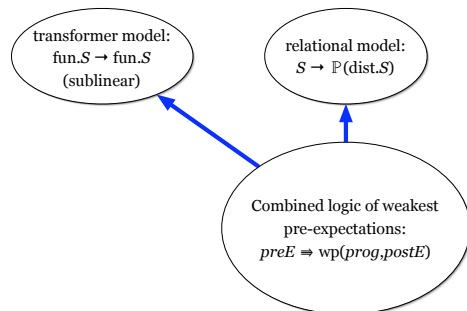 transformer model:
fun.S → fun.S
(sublinear)
relational model:
S → ℙ(dist.S)
Combined logic of weakest
pre-expectations:
preE ⇛ wp(prog,postE)